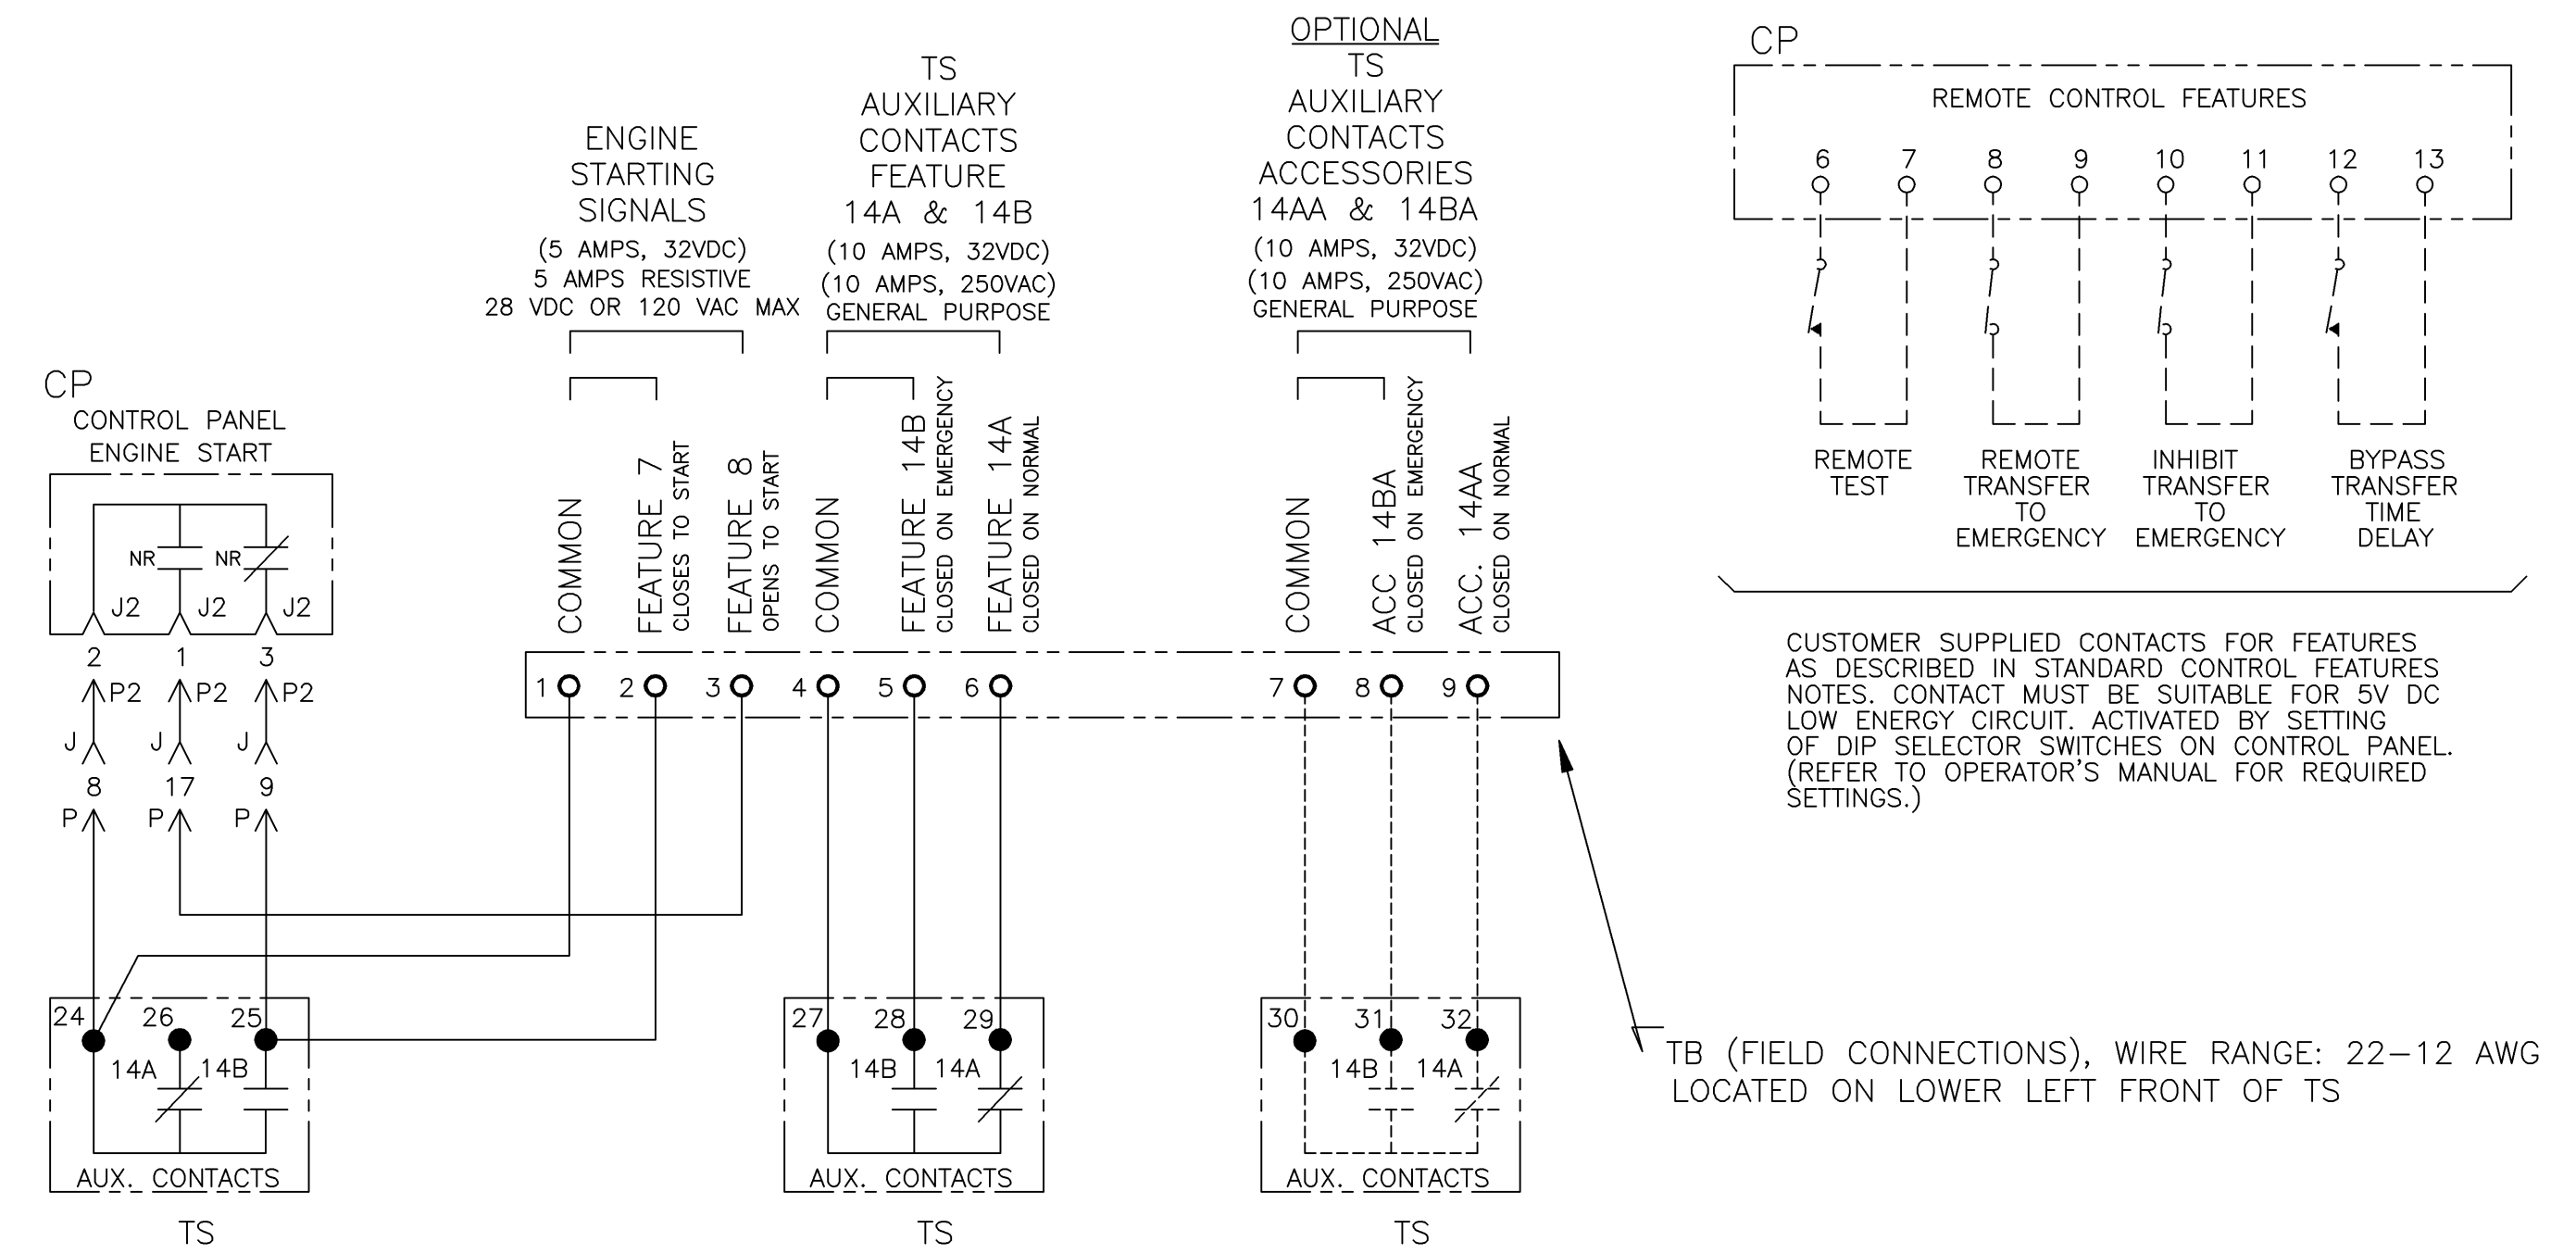 OPTIONAL
TS
AUXILIARY
CONTACTS
ACCESSORIES
14AA & 14BA
(10 AMPS, 32VDC)
(10 AMPS, 250VAC)
GENERAL PURPOSE
TS
AUXILIARY
CONTACTS
FEATURE
14A & 14B
(10 AMPS, 32VDC)
(10 AMPS, 250VAC)
GENERAL PURPOSE
ENGINE
STARTING
SIGNALS
(5 AMPS, 32VDC)
5 AMPS RESISTIVE
28 VDC OR 120 VAC MAX
CP
REMOTE CONTROL FEATURES
6 7 8 9 10 11 12 13
REMOTE
TEST
REMOTE
TRANSFER
TO
EMERGENCY
INHIBIT
TRANSFER
TO
EMERGENCY
BYPASS
TRANSFER
TIME
DELAY
CUSTOMER SUPPLIED CONTACTS FOR FEATURES
AS DESCRIBED IN STANDARD CONTROL FEATURES
NOTES. CONTACT MUST BE SUITABLE FOR 5V DC
LOW ENERGY CIRCUIT. ACTIVATED BY SETTING
OF DIP SELECTOR SWITCHES ON CONTROL PANEL.
(REFER TO OPERATOR'S MANUAL FOR REQUIRED
SETTINGS.)
CP
CONTROL PANEL
ENGINE START
NR NR
J2 J2 J2
2 1 3
P2 P2 P2
J J J
8 17 9
P P P
COMMON
FEATURE 7
CLOSES TO START
FEATURE 8
OPENS TO START
COMMON
FEATURE 14B
CLOSED ON EMERGENCY
FEATURE 14A
CLOSED ON NORMAL
COMMON
ACC 14BA
CLOSED ON EMERGENCY
ACC. 14AA
CLOSED ON NORMAL
1 2 3 4 5 6 7 8 9
24 26 25
14A 14B
AUX. CONTACTS
TS
27 28 29
14B 14A
AUX. CONTACTS
TS
30 31 32
14B 14A
AUX. CONTACTS
TS
TB (FIELD CONNECTIONS), WIRE RANGE: 22-12 AWG
LOCATED ON LOWER LEFT FRONT OF TS